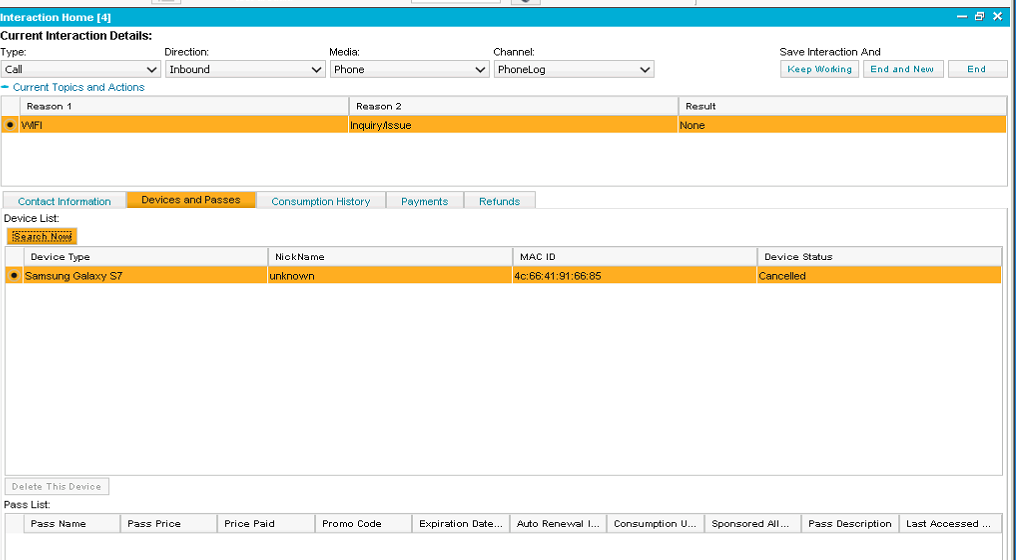 Interaction Home [4]
Current Interaction Details:
Type: Direction: Media: Channel: Save Interaction And
Call Inbound Phone PhoneLog Keep Working End and New End
Current Topics and Actions
Reason 1 Reason 2 Result
WIFI Inquiry/Issue None
Contact Information Devices and Passes Consumption History Payments Refunds
Device List:
Search Now
Device Type NickName MAC ID Device Status
Samsung Galaxy S7 unknown 4c:66:41:91:66:85 Cancelled
Delete This Device
Pass List:
Pass Name Pass Price Price Paid Promo Code Expiration Date... Auto Renewal I... Consumption U... Sponsored All... Pass Description Last Accessed ...